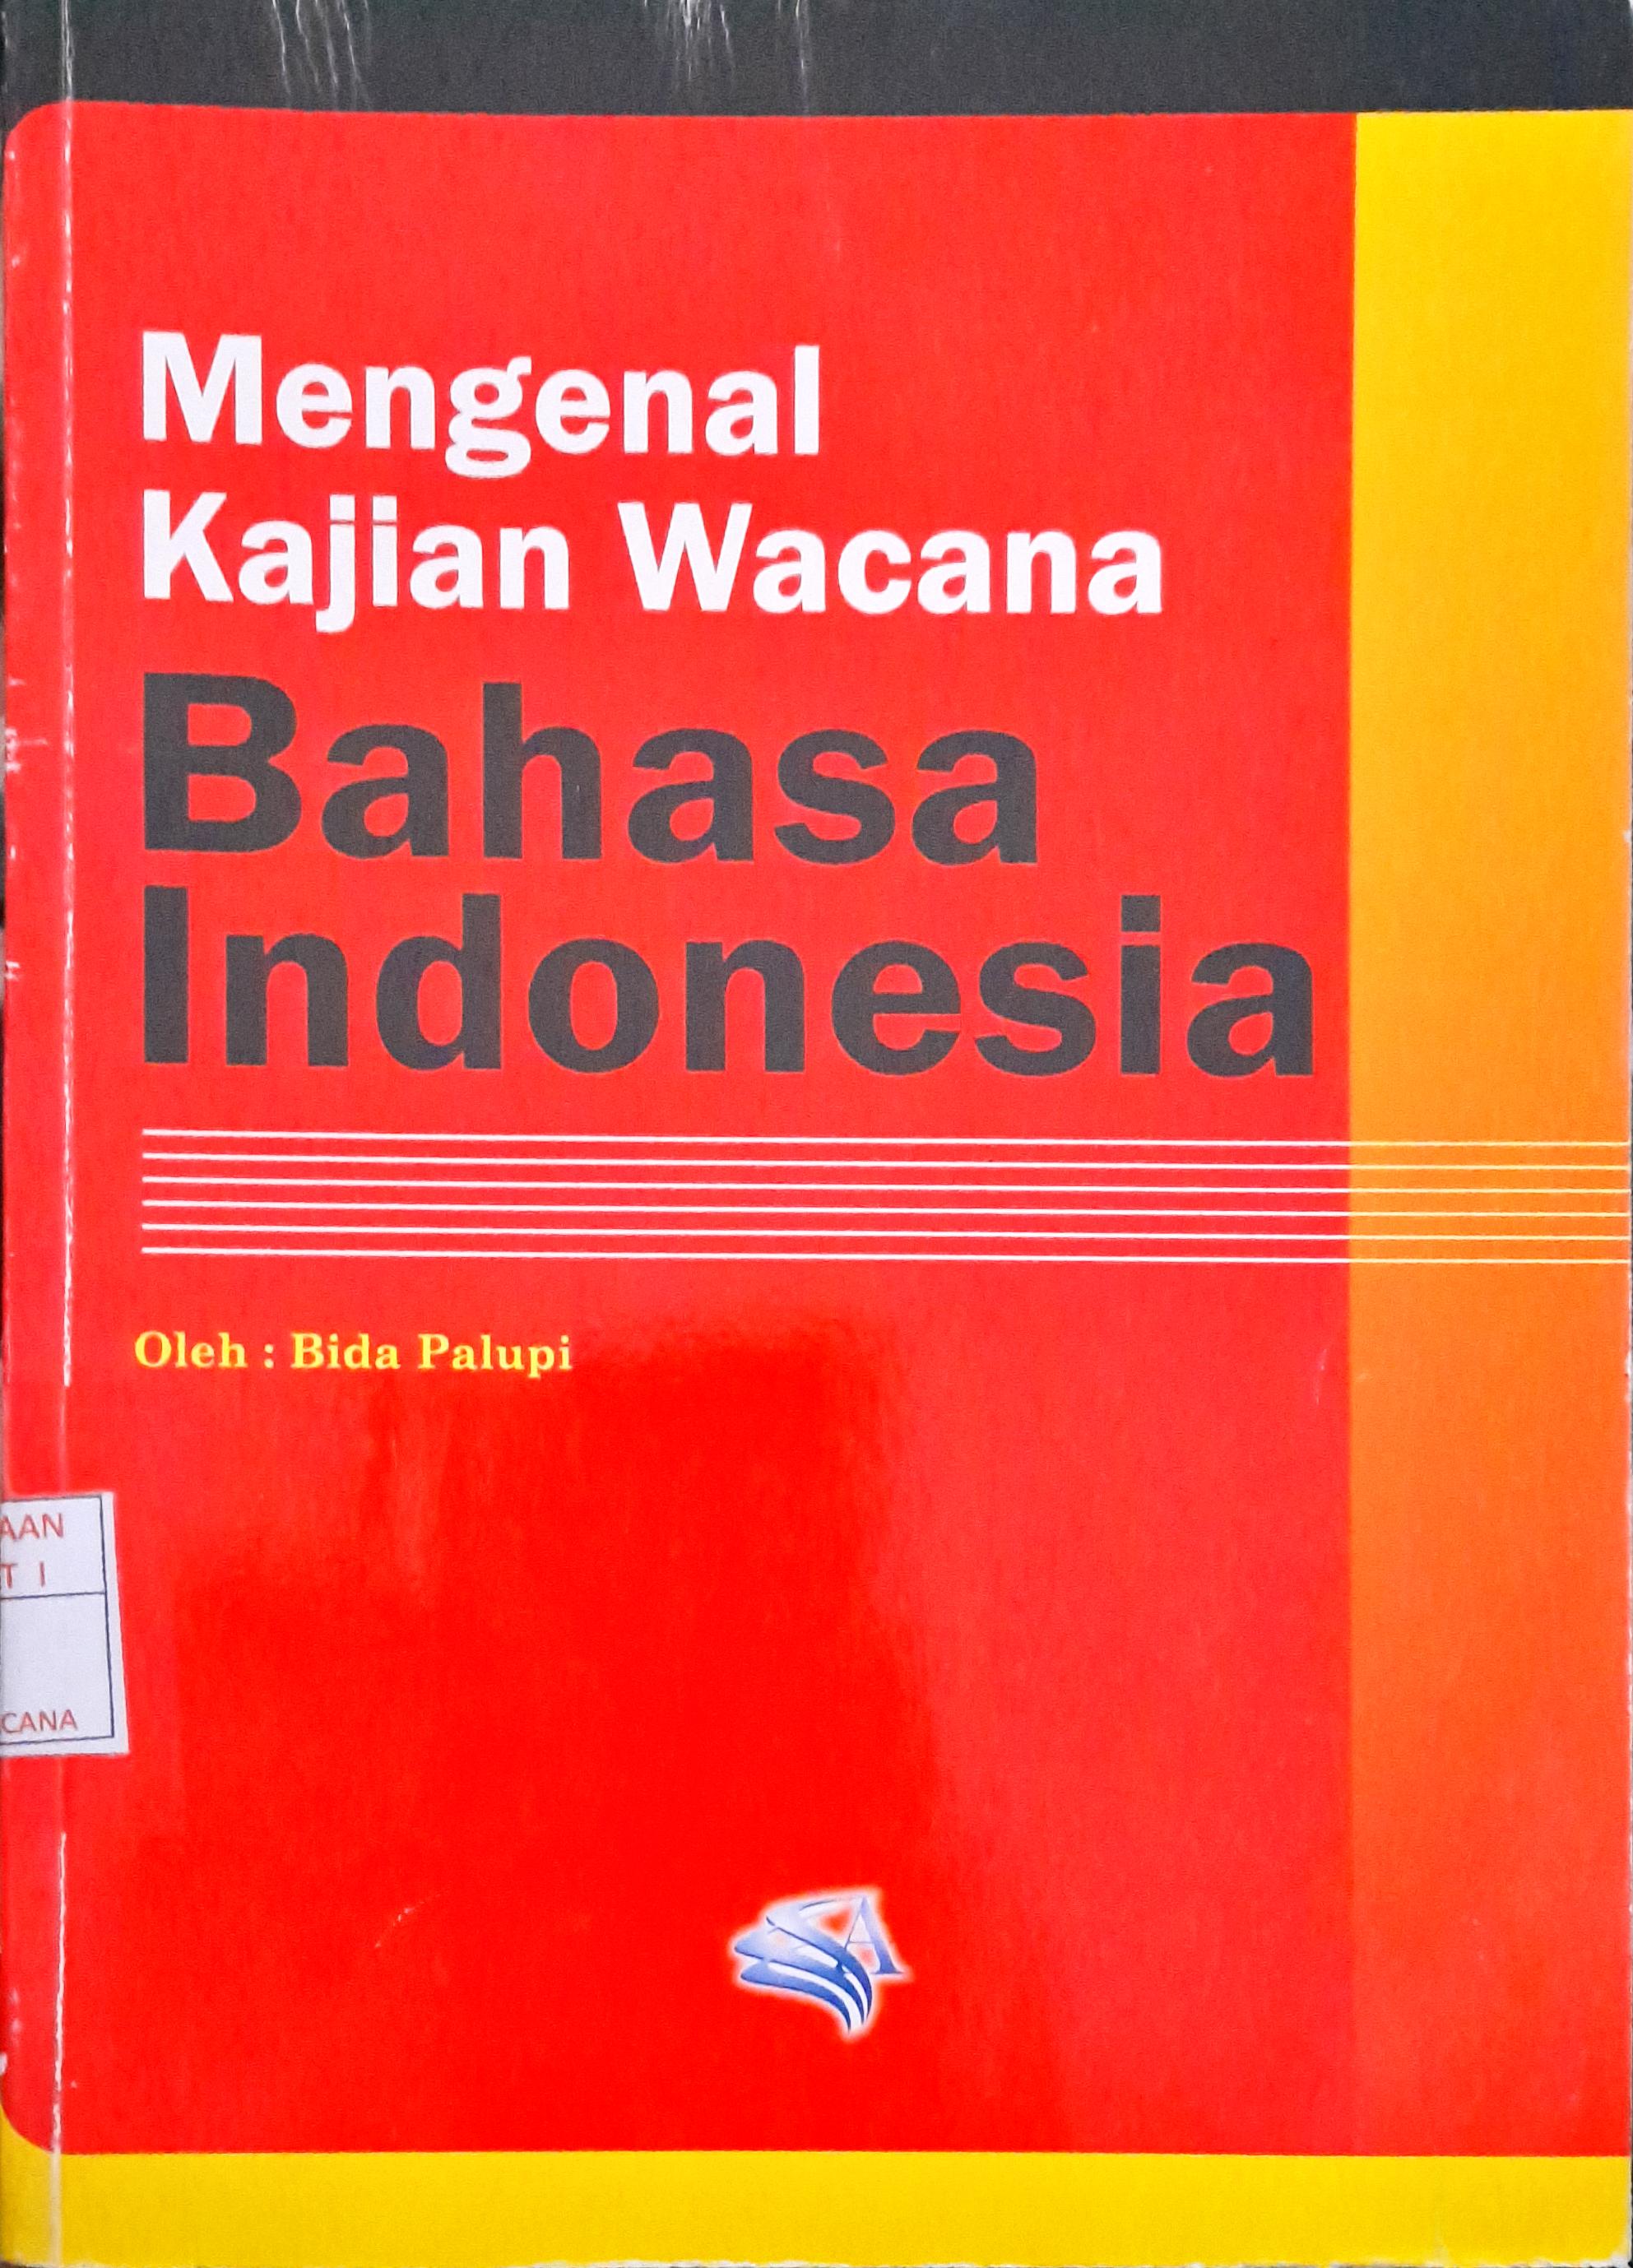 Mengenal
Kajian Wacana
Bahasa
Indonesia
Oleh : Bida Palupi
AAN
T I
CANA
A